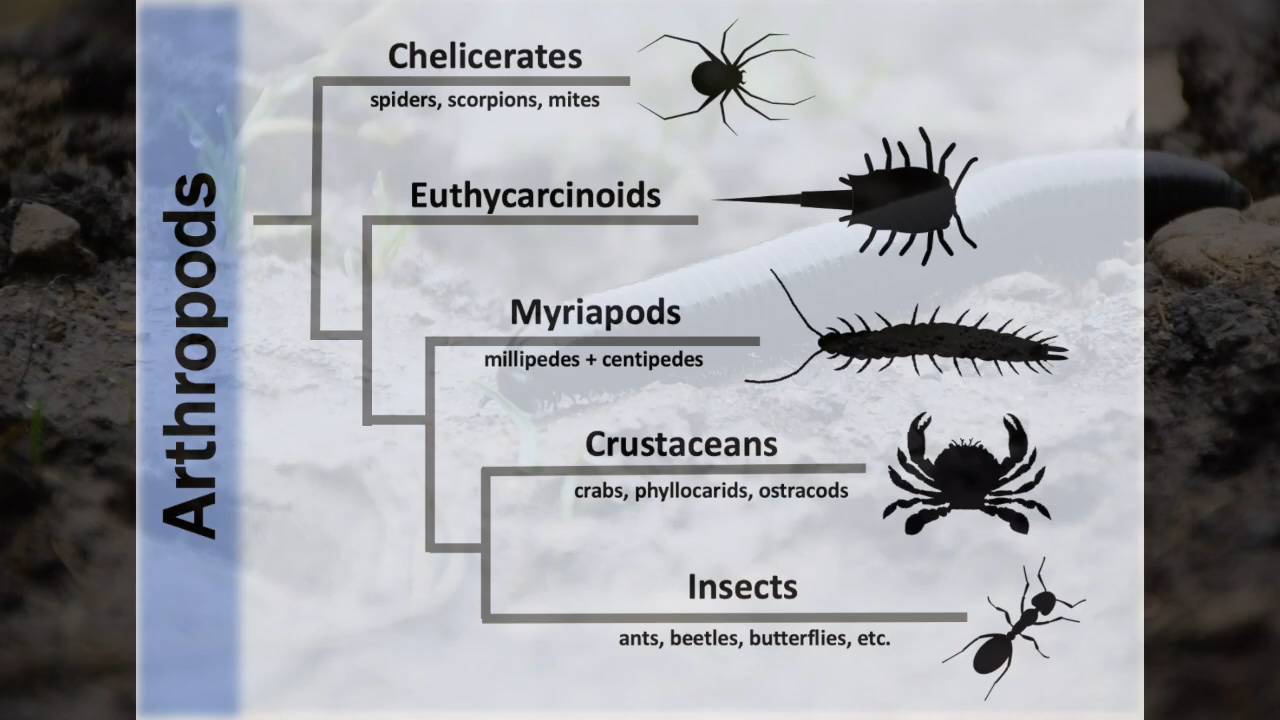 Arthropods
Chelicerates
spiders, scorpions, mites
Euthycarcinoids
Myriapods
millipedes + centipedes
Crustaceans
crabs, phyllocarids, ostracods
Insects
ants, beetles, butterflies, etc.